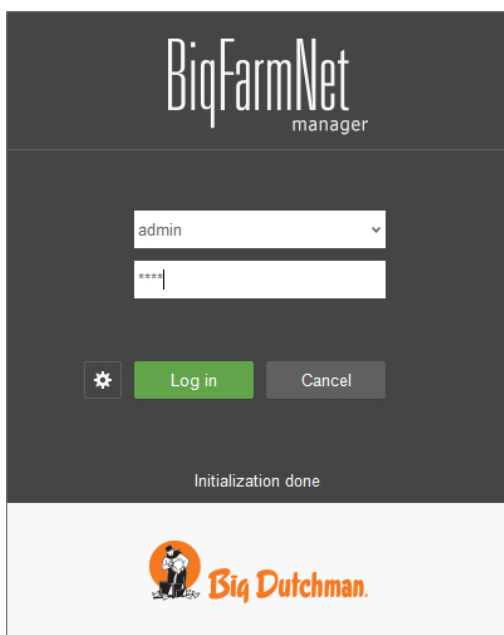 BigFarmNet
manager
admin
****
Log in
Cancel
Initialization done
Big Dutchman.